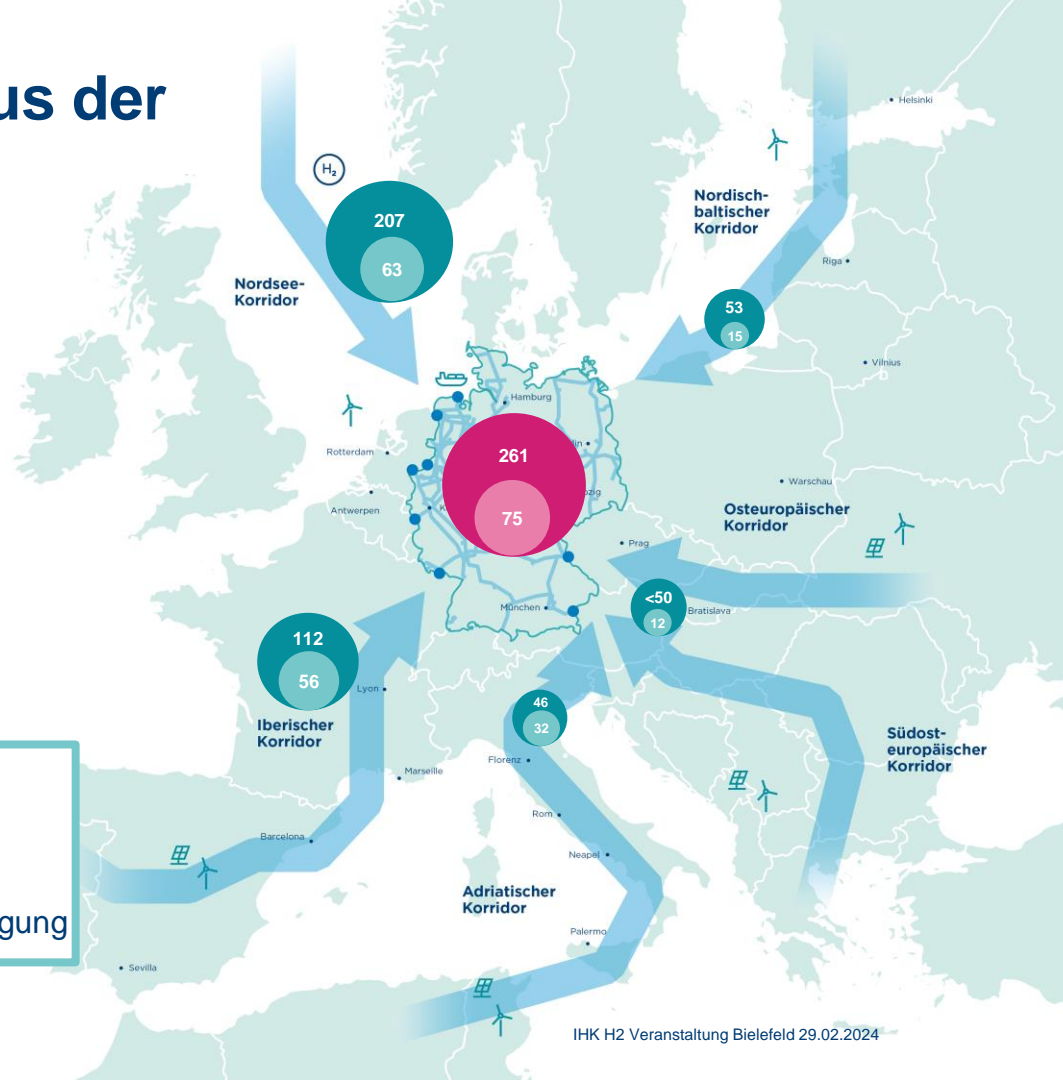 us der
Helsinki
H₂
Nordisch-
baltischer
Korridor
207
63
Riga
Nordsee-
Korridor
53
15
Vilnius
Hamburg
Rotterdam
lin
261
Warschau
zig
Antwerpen
K
75
Osteuropäischer
Korridor
Prag
München
<50
12
Bratislava
112
56
Lyon
46
32
Iberischer
Korridor
Südost-
europäischer
Korridor
Florenz
Marseille
Rom
Barcelona
Neapel
Adriatischer
Korridor
gung
Palermo
Sevilla
IHK H2 Veranstaltung Bielefeld 29.02.2024